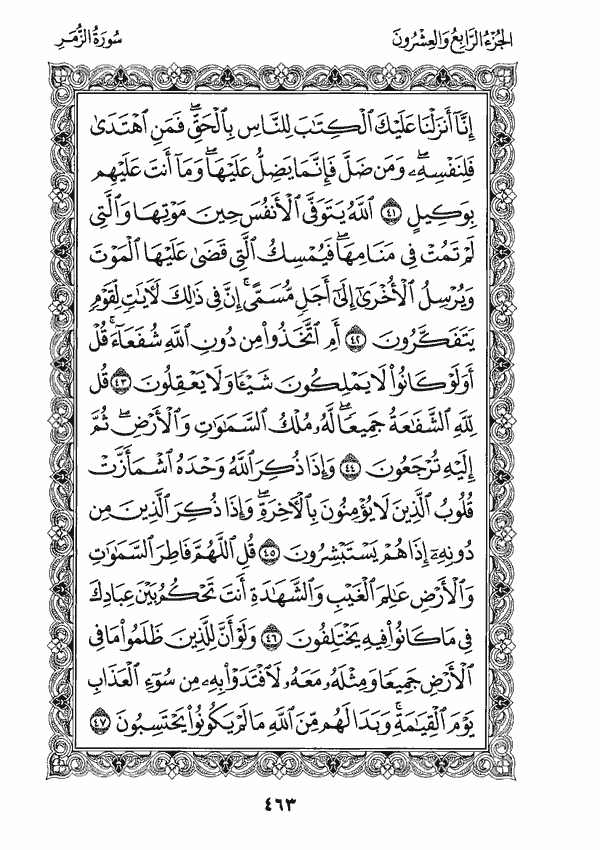 الجُزْءُ الرَّابِعُ وَالعِشْرُونَ
سُورَةُ الزُّمَرِ
إِنَّآ أَنزَلْنَا عَلَيْكَ ٱلْكِتَٰبَ لِلنَّاسِ بِٱلْحَقِّۖ فَمَنِ ٱهْتَدَىٰ
فَلِنَفْسِهِۦۖ وَمَن ضَلَّ فَإِنَّمَا يَضِلُّ عَلَيْهَاۖ وَمَآ أَنتَ عَلَيْهِم
بِوَكِيلٍ ٤١ ٱللَّهُ يَتَوَفَّى ٱلْأَنفُسَ حِينَ مَوْتِهَا وَٱلَّتِى
لَمْ تَمُتْ فِى مَنَامِهَاۖ فَيُمْسِكُ ٱلَّتِى قَضَىٰ عَلَيْهَا ٱلْمَوْتَ
وَيُرْسِلُ ٱلْأُخْرَىٰٓ إِلَىٰٓ أَجَلٍ مُّسَمًّىۚ إِنَّ فِى ذَٰلِكَ لَءَايَٰتٍ لِّقَوْمٍ
يَتَفَكَّرُونَ ٤٢ أَمِ ٱتَّخَذُوا۟ مِن دُونِ ٱللَّهِ شُفَعَآءَۚ قُلْ
أَوَلَوْ كَانُوا۟ لَا يَمْلِكُونَ شَيْـًٔا وَلَا يَعْقِلُونَ ٤٣ قُل
لِّلَّهِ ٱلشَّفَٰعَةُ جَمِيعًاۖ لَّهُۥ مُلْكُ ٱلسَّمَٰوَٰتِ وَٱلْأَرْضِۖ ثُمَّ
إِلَيْهِ تُرْجَعُونَ ٤٤ وَإِذَا ذُكِرَ ٱللَّهُ وَحْدَهُ ٱشْمَأَزَّتْ
قُلُوبُ ٱلَّذِينَ لَا يُؤْمِنُونَ بِٱلْءَاخِرَةِۖ وَإِذَا ذُكِرَ ٱلَّذِينَ مِن
دُونِهِۦٓ إِذَا هُمْ يَسْتَبْشِرُونَ ٤٥ قُلِ ٱللَّهُمَّ فَاطِرَ ٱلسَّمَٰوَٰتِ
وَٱلْأَرْضِ عَٰلِمَ ٱلْغَيْبِ وَٱلشَّهَٰدَةِ أَنتَ تَحْكُمُ بَيْنَ عِبَادِكَ
فِى مَا كَانُوا۟ فِيهِ يَخْتَلِفُونَ ٤٦ وَلَوْ أَنَّ لِلَّذِينَ ظَلَمُوا۟ مَا فِى
ٱلْأَرْضِ جَمِيعًا وَمِثْلَهُۥ مَعَهُۥ لَٱفْتَدَوْا۟ بِهِۦ مِن سُوٓءِ ٱلْعَذَابِ
يَوْمَ ٱلْقِيَٰمَةِۚ وَبَدَا لَهُم مِّنَ ٱللَّهِ مَا لَمْ يَكُونُوا۟ يَحْتَسِبُونَ ٤٧
٤٦٣